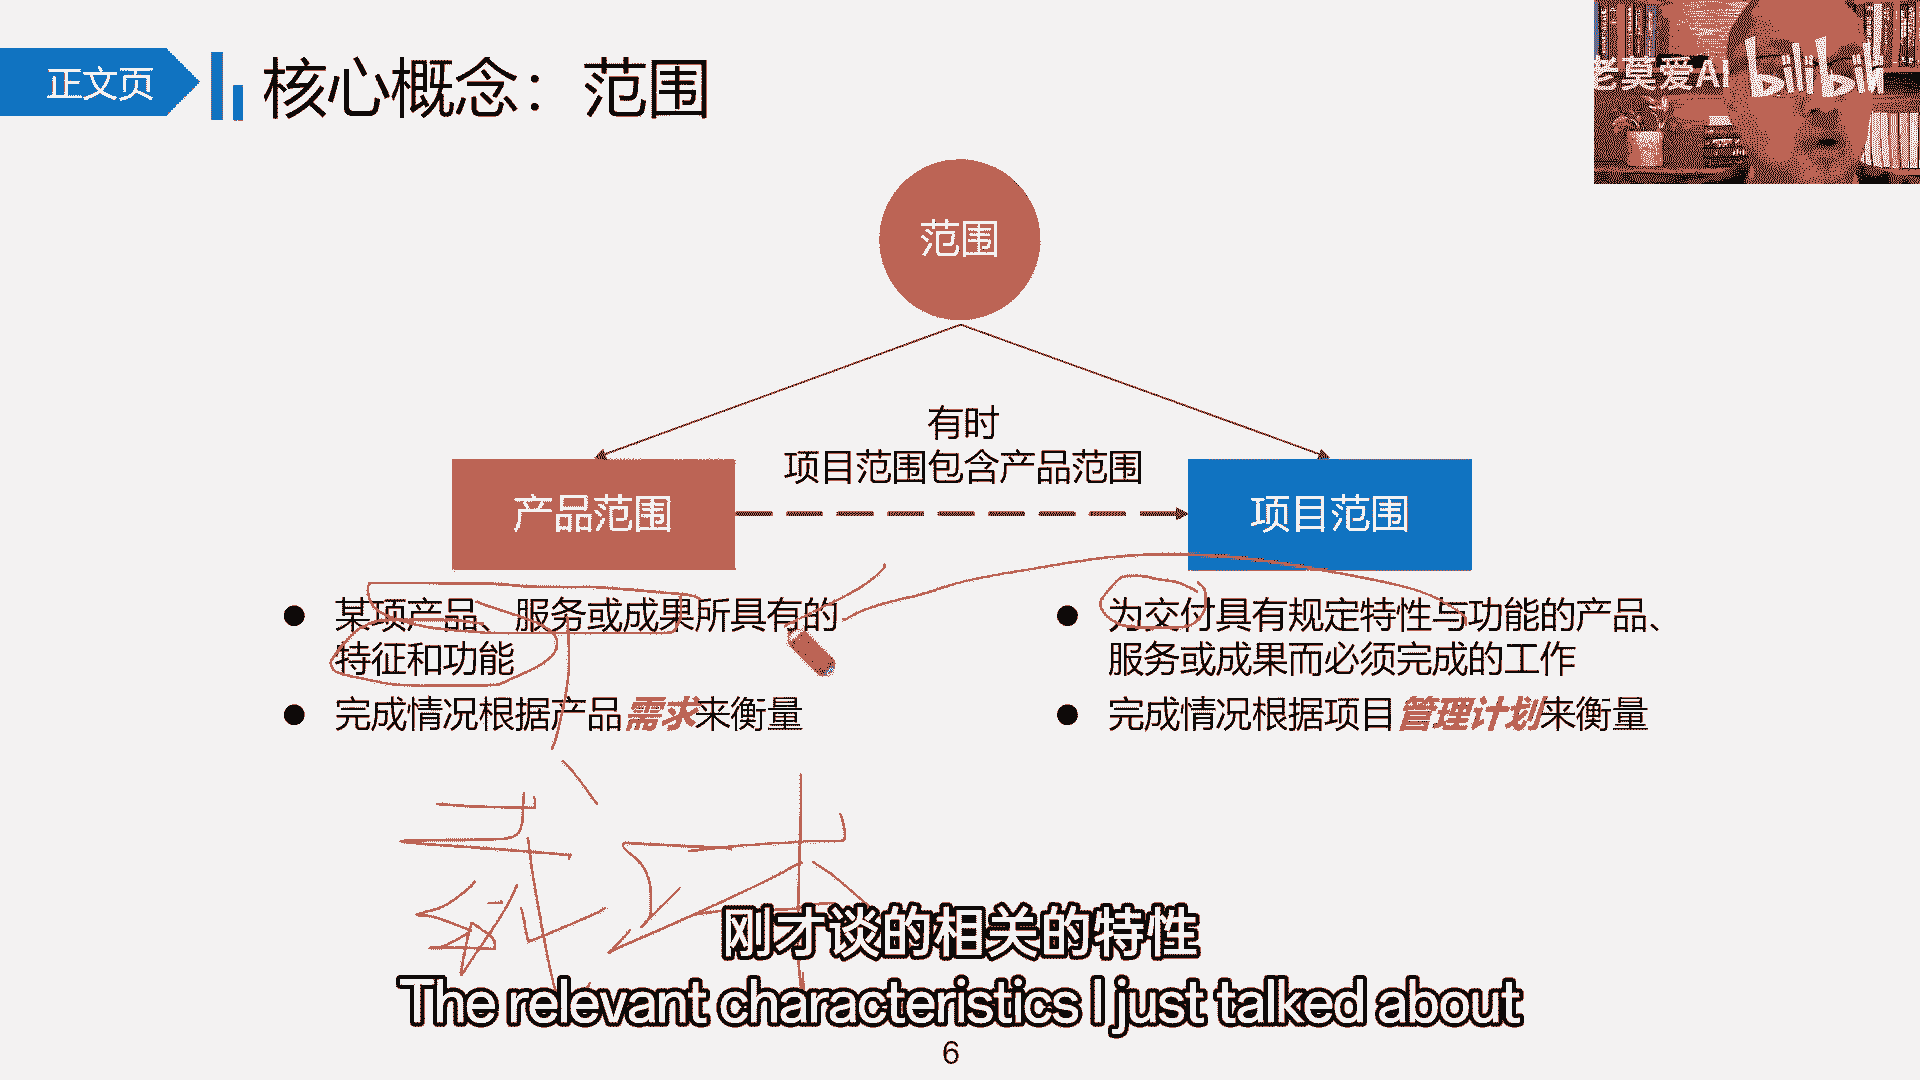 正文页
核心概念：范围
老莫爱AI
bilibili
范围
有时
项目范围包含产品范围
产品范围
项目范围
● 某项产品、服务或成果所具有的
特征和功能
● 完成情况根据产品需求来衡量
● 为交付具有规定特性与功能的产品、
服务或成果而必须完成的工作
● 完成情况根据项目管理计划来衡量
刚才谈的相关的特性
The relevant characteristics I just talked about
6